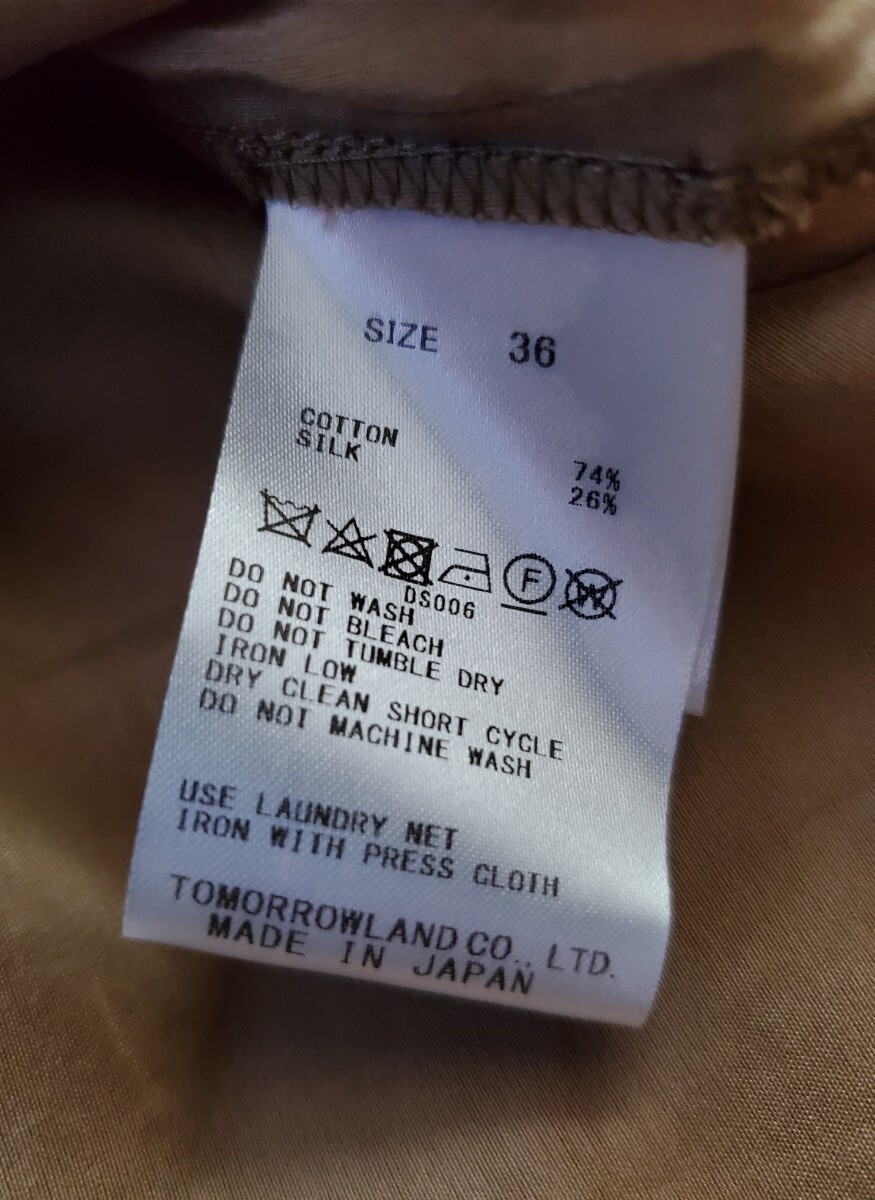 SIZE 36
COTTON 74%
SILK 26%
F W
DS006
DO NOT WASH
DO NOT BLEACH
DO NOT TUMBLE DRY
IRON LOW
DRY CLEAN SHORT CYCLE
DO NOT MACHINE WASH
USE LAUNDRY NET
IRON WITH PRESS CLOTH
TOMORROWLAND CO., LTD.
MADE IN JAPAN